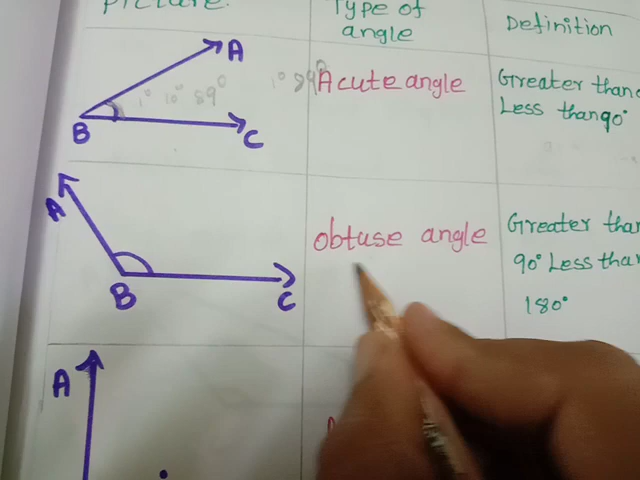 Picture.
Type of
angle
Definition
A
B
C
1° 10° 89°
1° 89°
Acute angle
Greater than
Less than 90°
A
B
C
obtuse angle
Greater than
90° Less than
180°
A